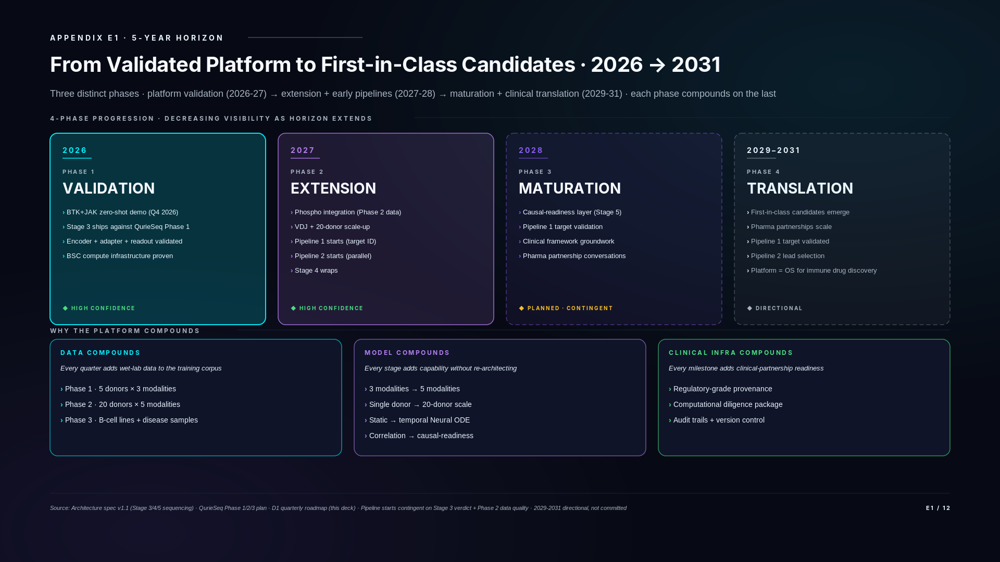 APPENDIX E1 · 5-YEAR HORIZON
From Validated Platform to First-in-Class Candidates · 2026 → 2031
Three distinct phases · platform validation (2026-27) → extension + early pipelines (2027-28) → maturation + clinical translation (2029-31) · each phase compounds on the last
4-PHASE PROGRESSION · DECREASING VISIBILITY AS HORIZON EXTENDS
2026
PHASE 1
VALIDATION
› BTK+JAK zero-shot demo (Q4 2026)
› Stage 3 ships against QurieSeq Phase 1
› Encoder + adapter + readout validated
› BSC compute infrastructure proven
◆ HIGH CONFIDENCE
2027
PHASE 2
EXTENSION
› Phospho integration (Phase 2 data)
› VDJ + 20-donor scale-up
› Pipeline 1 starts (target ID)
› Pipeline 2 starts (parallel)
› Stage 4 wraps
◆ HIGH CONFIDENCE
2028
PHASE 3
MATURATION
› Causal-readiness layer (Stage 5)
› Pipeline 1 target validation
› Clinical framework groundwork
› Pharma partnership conversations
◆ PLANNED · CONTINGENT
2029–2031
PHASE 4
TRANSLATION
› First-in-class candidates emerge
› Pharma partnerships scale
› Pipeline 1 target validated
› Pipeline 2 lead selection
› Platform = OS for immune drug discovery
◆ DIRECTIONAL
WHY THE PLATFORM COMPOUNDS
DATA COMPOUNDS
Every quarter adds wet-lab data to the training corpus
› Phase 1 · 5 donors × 3 modalities
› Phase 2 · 20 donors × 5 modalities
› Phase 3 · B-cell lines + disease samples
MODEL COMPOUNDS
Every stage adds capability without re-architecting
› 3 modalities → 5 modalities
› Single donor → 20-donor scale
› Static → temporal Neural ODE
› Correlation → causal-readiness
CLINICAL INFRA COMPOUNDS
Every milestone adds clinical-partnership readiness
› Regulatory-grade provenance
› Computational diligence package
› Audit trails + version control
Source: Architecture spec v1.1 (Stage 3/4/5 sequencing) · QurieSeq Phase 1/2/3 plan · D1 quarterly roadmap (this deck) · Pipeline starts contingent on Stage 3 verdict + Phase 2 data quality · 2029-2031 directional, not committed
E1 / 12